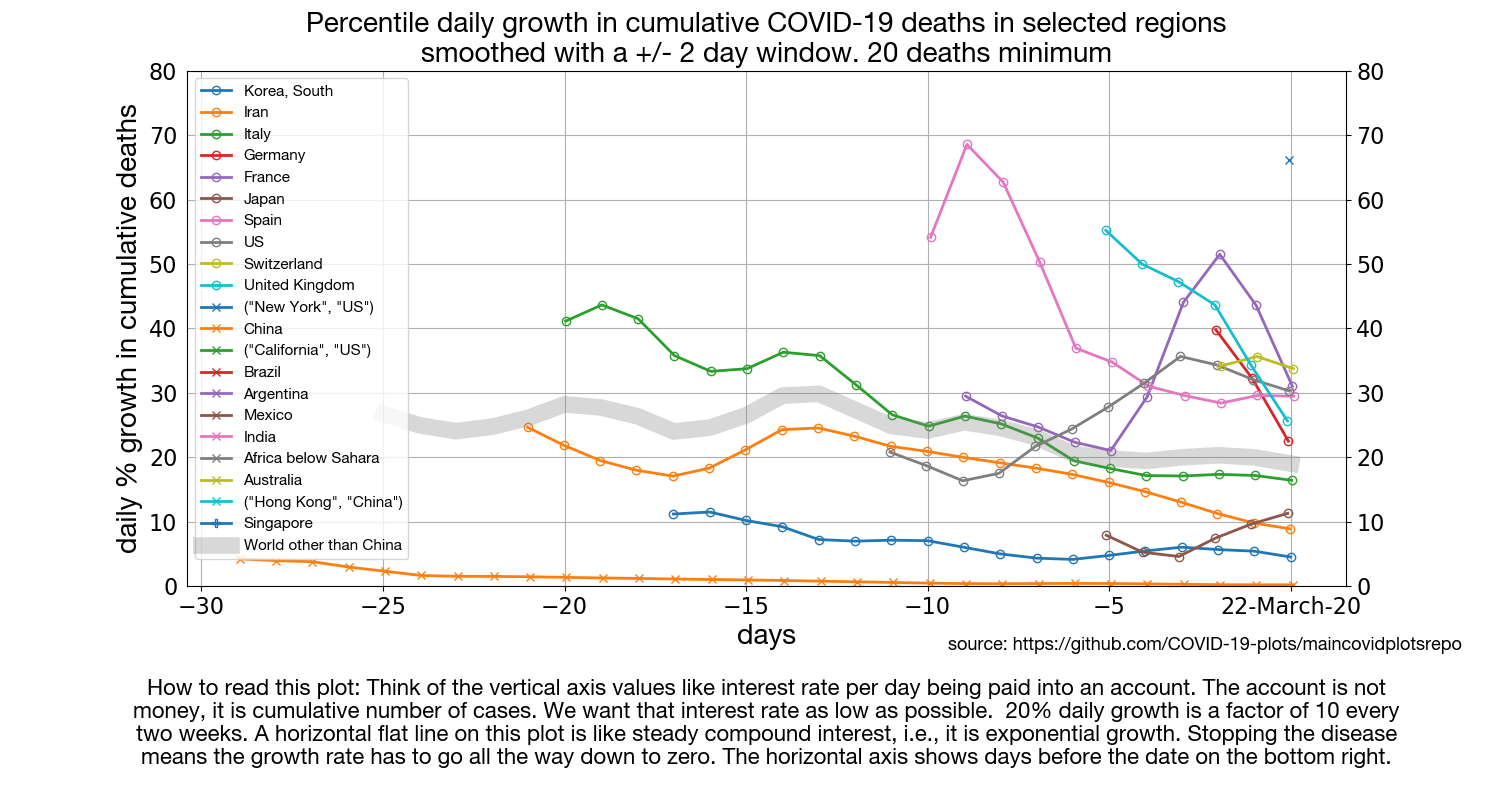 Percentile daily growth in cumulative COVID-19 deaths in selected regions
smoothed with a +/- 2 day window. 20 deaths minimum
daily % growth in cumulative deaths
80
70
60
50
40
30
20
10
0
Korea, South
Iran
Italy
Germany
France
Japan
Spain
US
Switzerland
United Kingdom
("New York", "US")
China
("California", "US")
Brazil
Argentina
Mexico
India
Africa below Sahara
Australia
("Hong Kong", "China")
Singapore
World other than China
80
70
60
50
40
30
20
10
0
−30 −25 −20 −15 −10 −5 22-March-20
days
source: https://github.com/COVID-19-plots/maincovidplotsrepo
How to read this plot: Think of the vertical axis values like interest rate per day being paid into an account. The account is not
money, it is cumulative number of cases. We want that interest rate as low as possible.  20% daily growth is a factor of 10 every
two weeks. A horizontal flat line on this plot is like steady compound interest, i.e., it is exponential growth. Stopping the disease
means the growth rate has to go all the way down to zero. The horizontal axis shows days before the date on the bottom right.